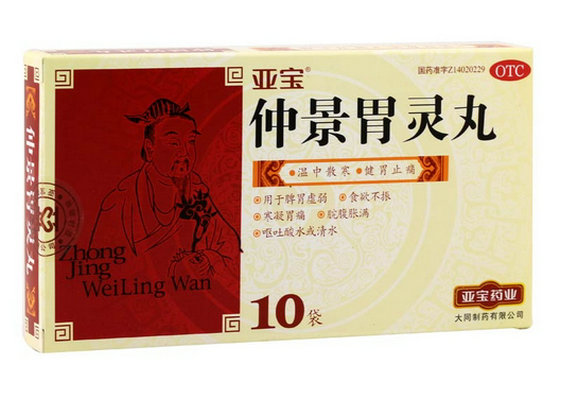 仲景胃灵丸
亚宝®
国药准字Z14020229
OTC
仲景胃灵丸
·温中散寒·健胃止痛
·用于脾胃虚弱 ·食欲不振
·寒凝胃痛 ·脘腹胀满
·呕吐酸水或清水
Zhong
Jing
WeiLing Wan
10袋
亚宝药业
大同制药有限公司